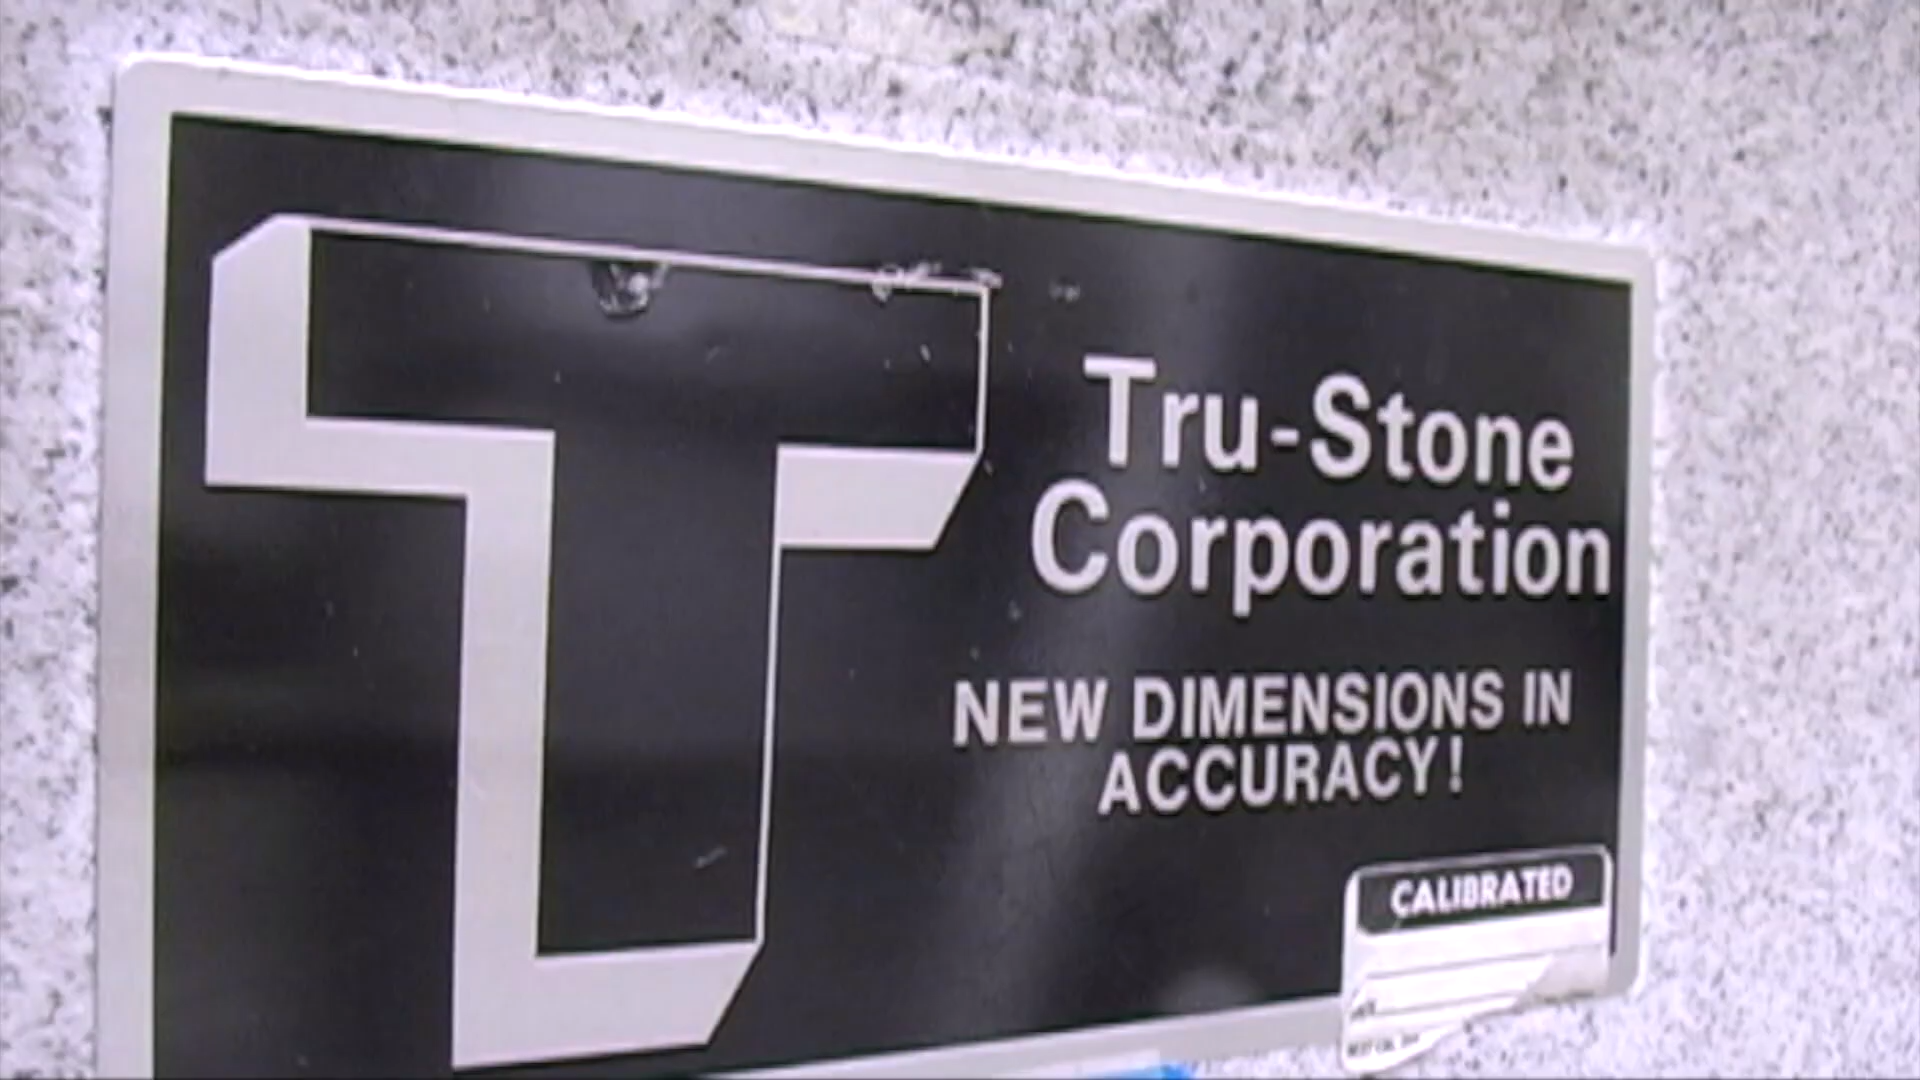 T
Tru-Stone
Corporation
NEW DIMENSIONS IN
ACCURACY!
CALIBRATED